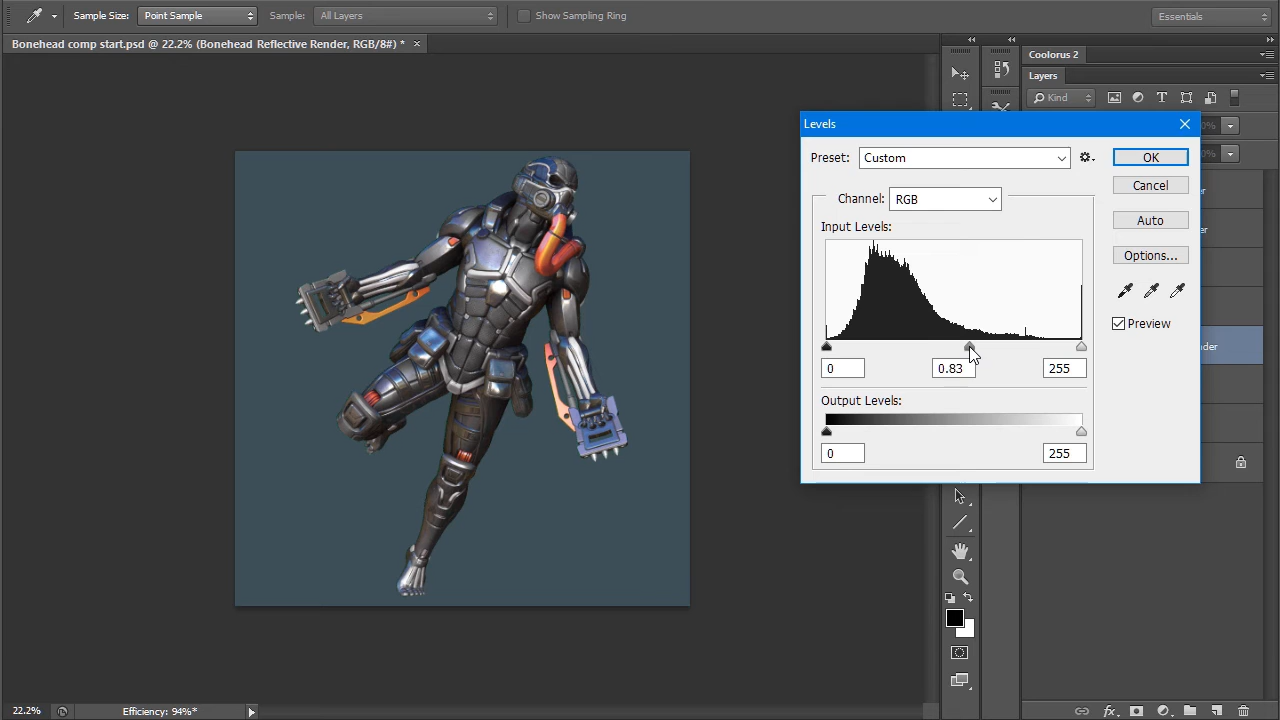 Sample Size: Point Sample Sample: All Layers Show Sampling Ring Essentials
Bonehead comp start.psd @ 22.2% (Bonehead Reflective Render, RGB/8#) * ×
Coolorus 2
Layers
Kind
Levels
Preset: Custom OK
Cancel
Channel: RGB
Auto
Input Levels:
Options...
Preview
0 0.83 255
Output Levels:
0 255
22.2% Efficiency: 94%*